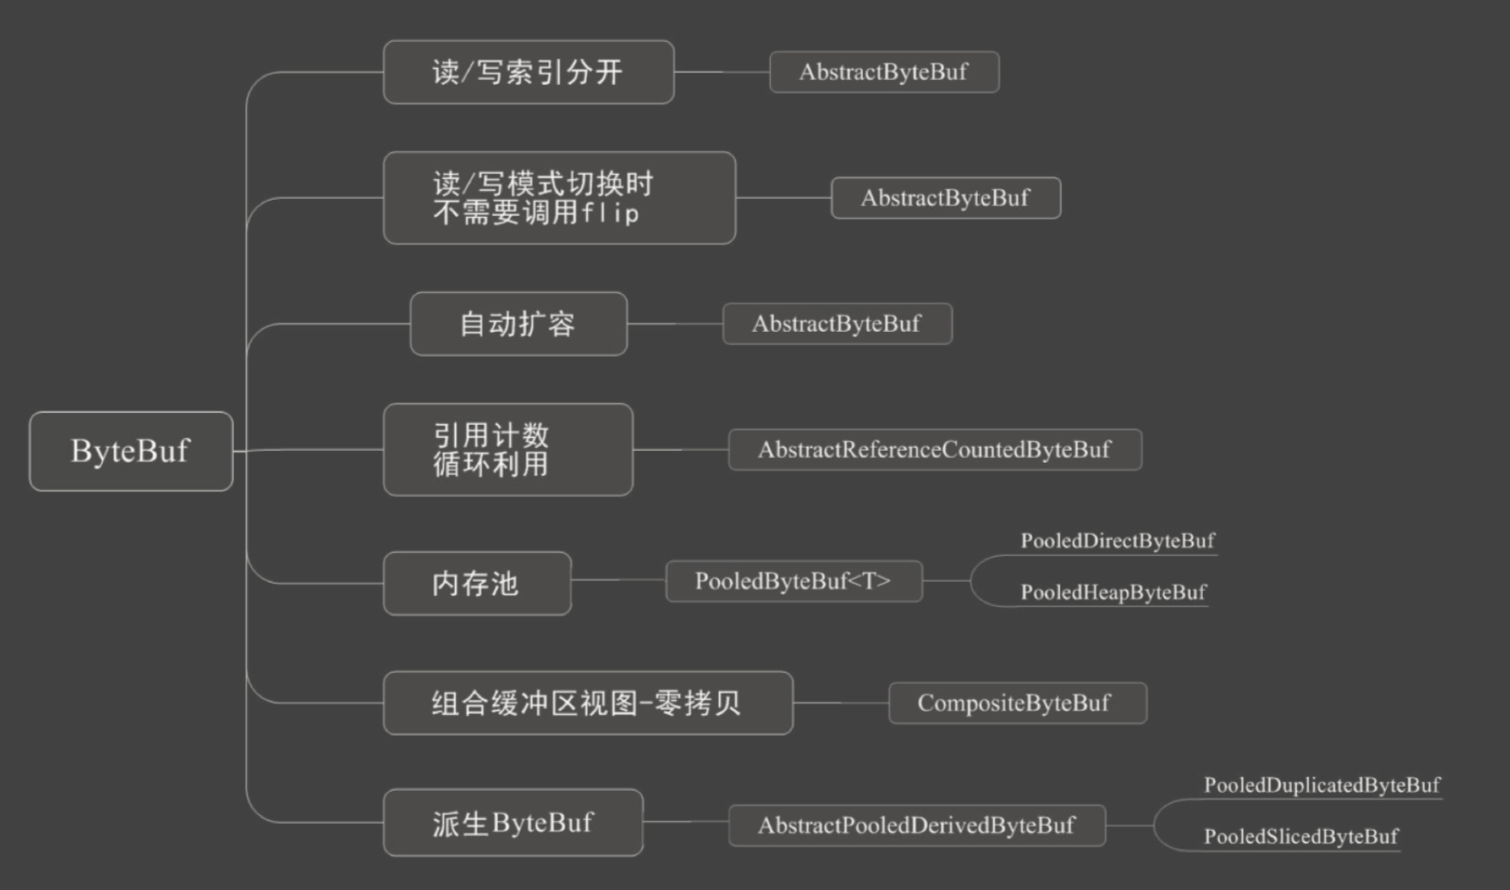 读/写索引分开
AbstractByteBuf
读/写模式切换时
不需要调用flip
AbstractByteBuf
自动扩容
AbstractByteBuf
ByteBuf
引用计数
循环利用
AbstractReferenceCountedByteBuf
内存池
PooledByteBuf<T>
PooledDirectByteBuf
PooledHeapByteBuf
组合缓冲区视图-零拷贝
CompositeByteBuf
派生ByteBuf
AbstractPooledDerivedByteBuf
PooledDuplicatedByteBuf
PooledSlicedByteBuf